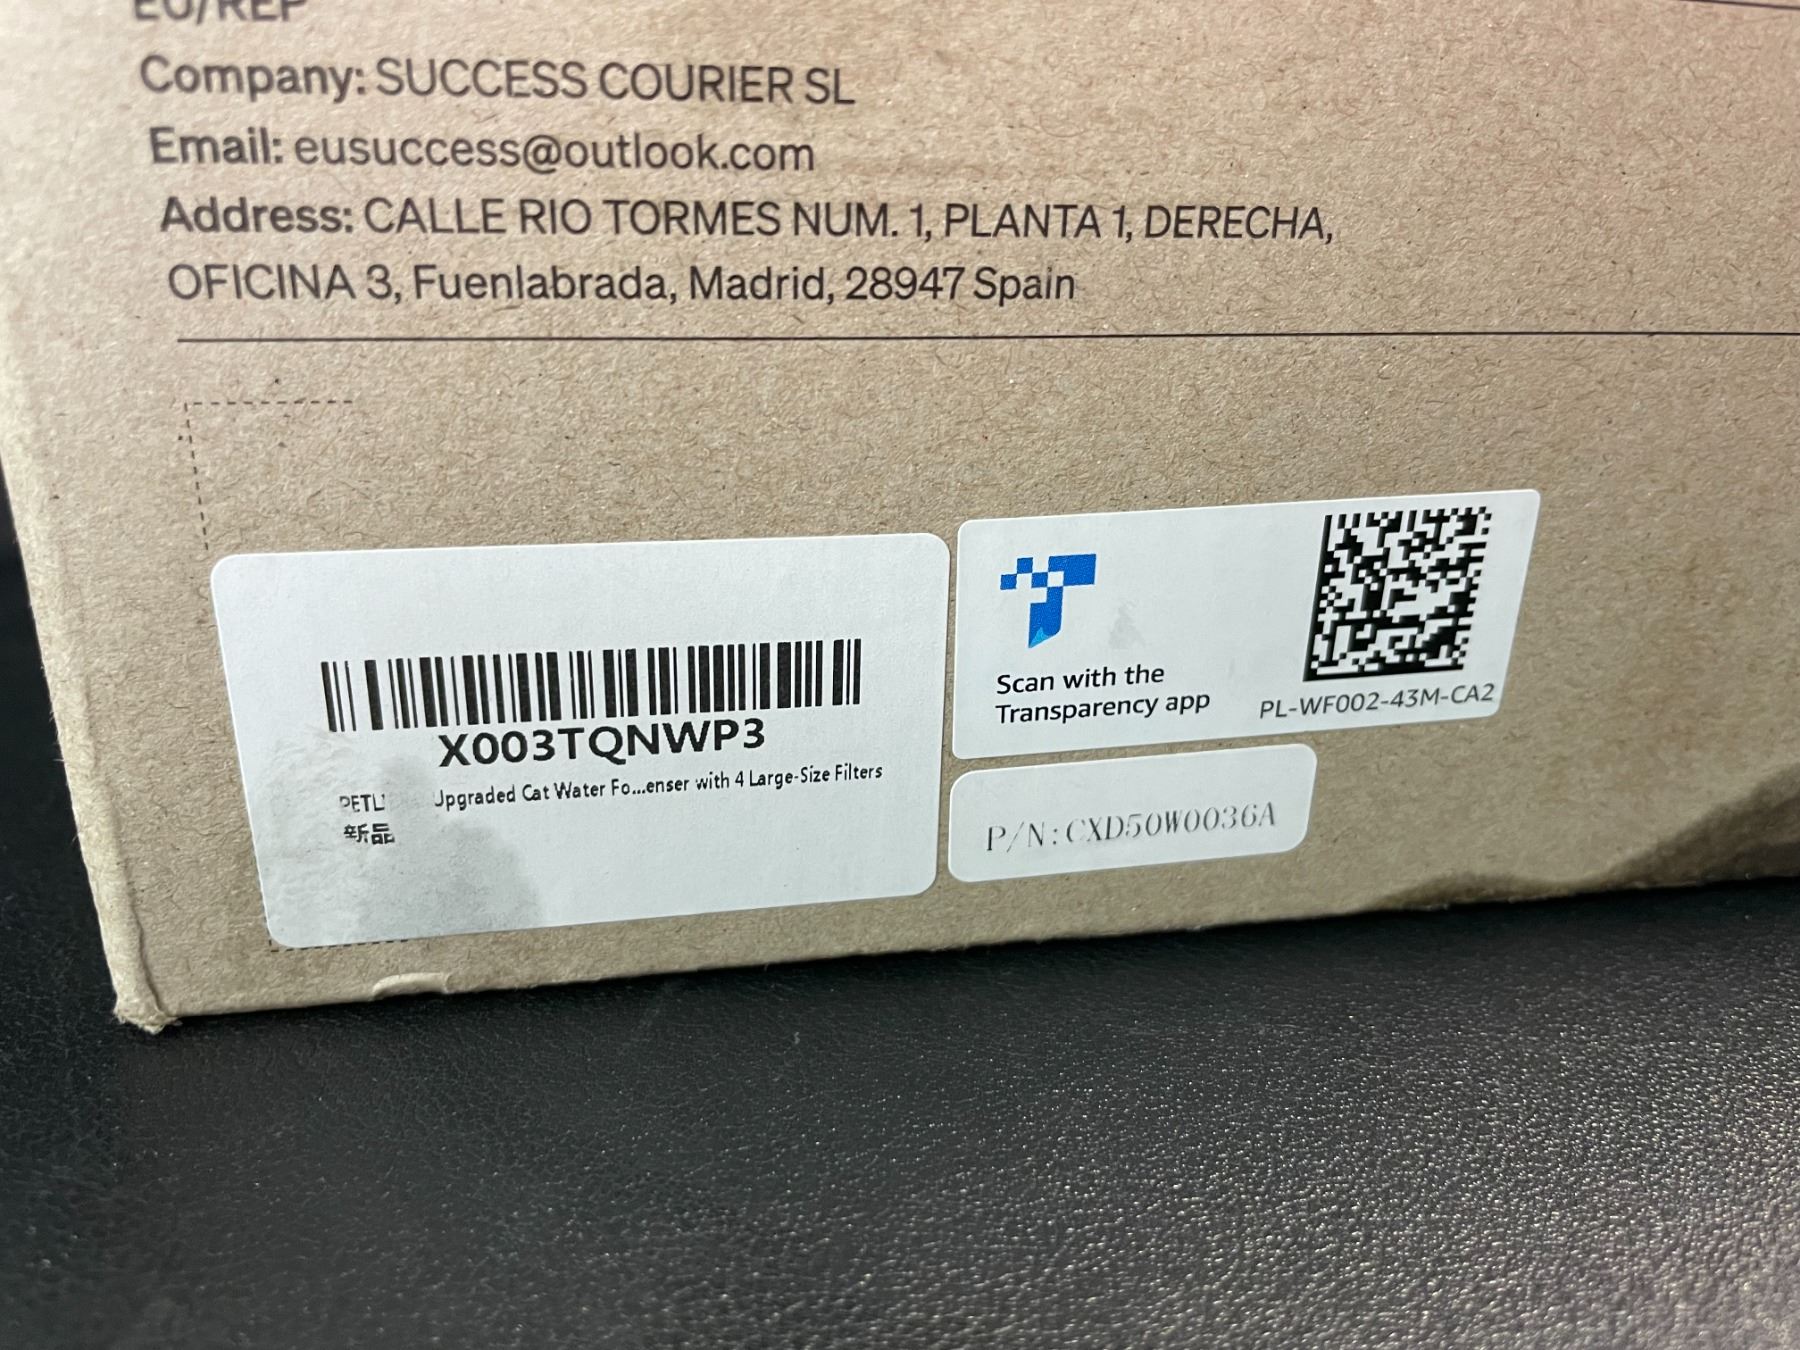 EU/REP
Company: SUCCESS COURIER SL
Email: eusuccess@outlook.com
Address: CALLE RIO TORMES NUM. 1, PLANTA 1, DERECHA,
OFICINA 3, Fuenlabrada, Madrid, 28947 Spain
X003TQNWP3
Upgraded Cat Water Fo...enser with 4 Large-Size Filters
新品
Scan with the
Transparency app
PL-WF002-43M-CA2
P/N:CXD50W0036A